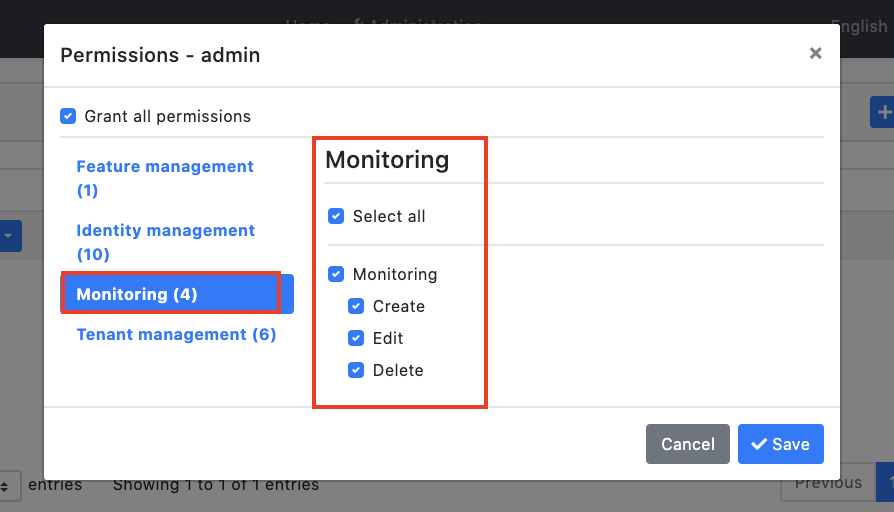 Home Administration English
Permissions - admin
×
Grant all permissions
Feature management
(1)
Identity management
(10)
Monitoring (4)
Tenant management (6)
Monitoring
Select all
Monitoring
Create
Edit
Delete
Cancel Save
entries Showing 1 to 1 of 1 entries Previous 1